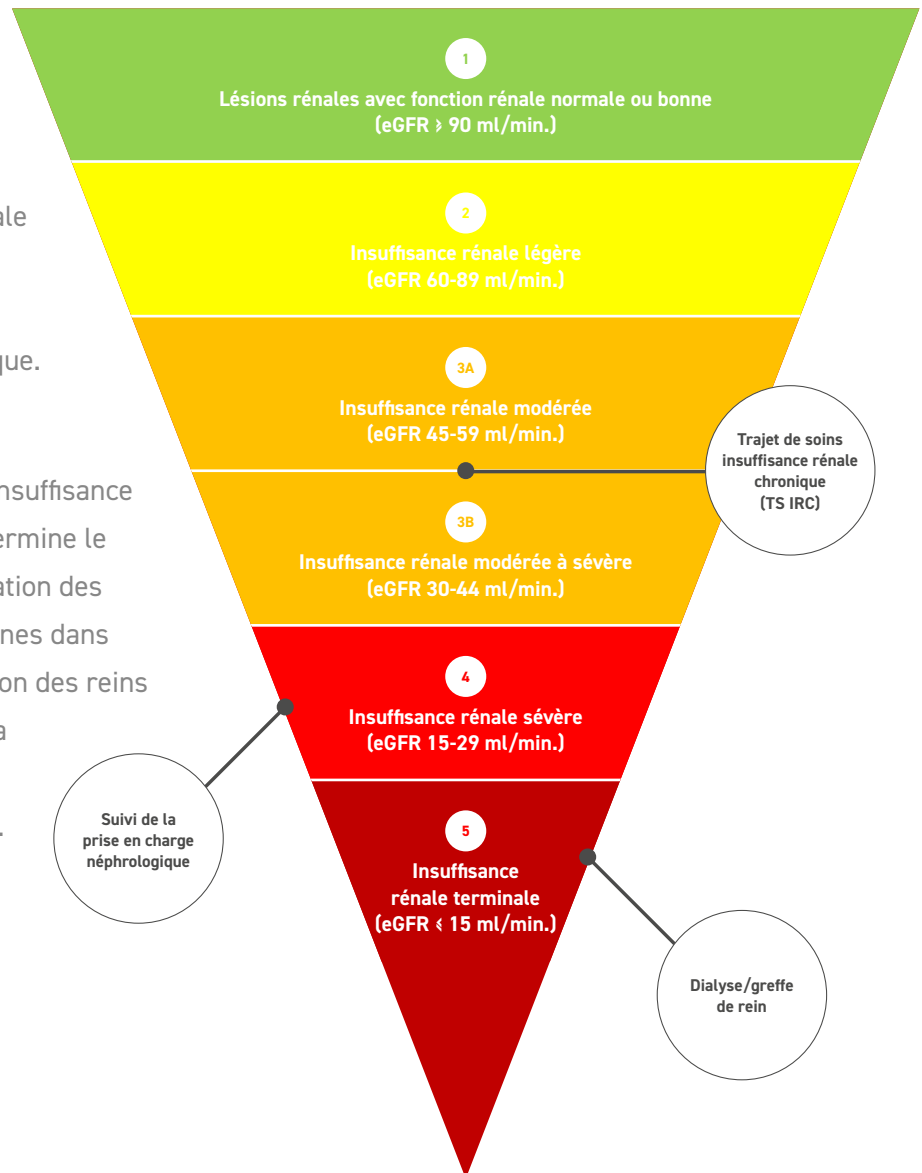 ale
que.
nsuffisance
ermine le
ation des
nes dans
on des reins
a
.
1
Lésions rénales avec fonction rénale normale ou bonne
(eGFR ≥ 90 ml/min.)
2
Insuffisance rénale légère
(eGFR 60-89 ml/min.)
3A
Insuffisance rénale modérée
(eGFR 45-59 ml/min.)
Trajet de soins
insuffisance rénale
chronique
(TS IRC)
3B
Insuffisance rénale modérée à sévère
(eGFR 30-44 ml/min.)
4
Insuffisance rénale sévère
(eGFR 15-29 ml/min.)
Suivi de la
prise en charge
néphrologique
5
Insuffisance
rénale terminale
(eGFR ≤ 15 ml/min.)
Dialyse/greffe
de rein